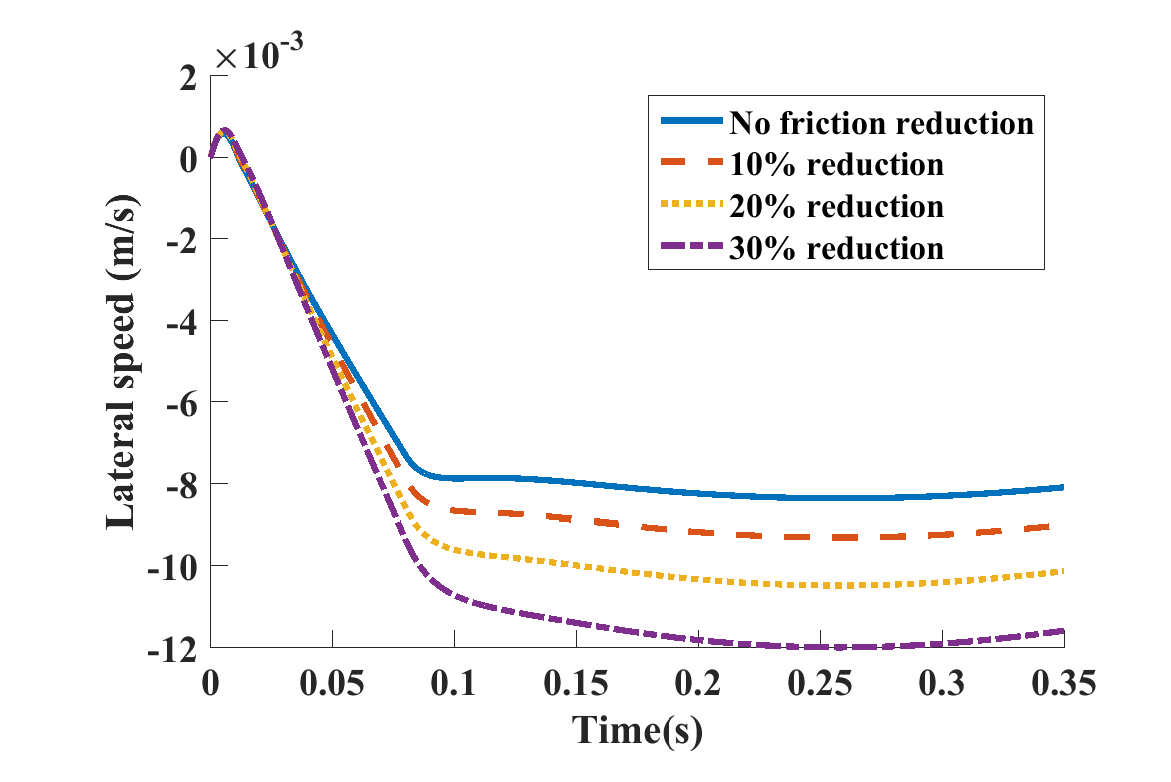 ×10-3
2
0
-2
-4
-6
-8
-10
-12
Lateral speed (m/s)
No friction reduction
10% reduction
20% reduction
30% reduction
0 0.05 0.1 0.15 0.2 0.25 0.3 0.35
Time(s)